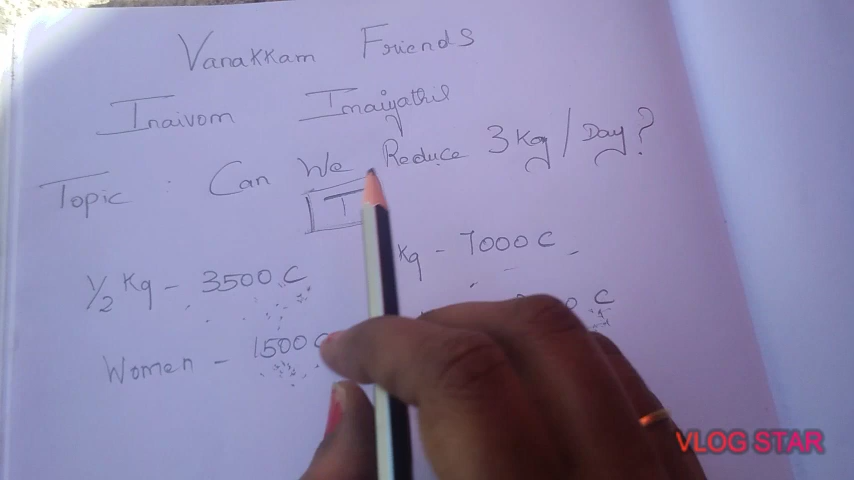 Vanakkam Friends
Inaivom Imaiyathil
Topic : Can We Reduce 3 Kg / Day?
1/2 Kg - 3500 C
Kg - 7000 C
Women - 1500 C
C
VLOG STAR